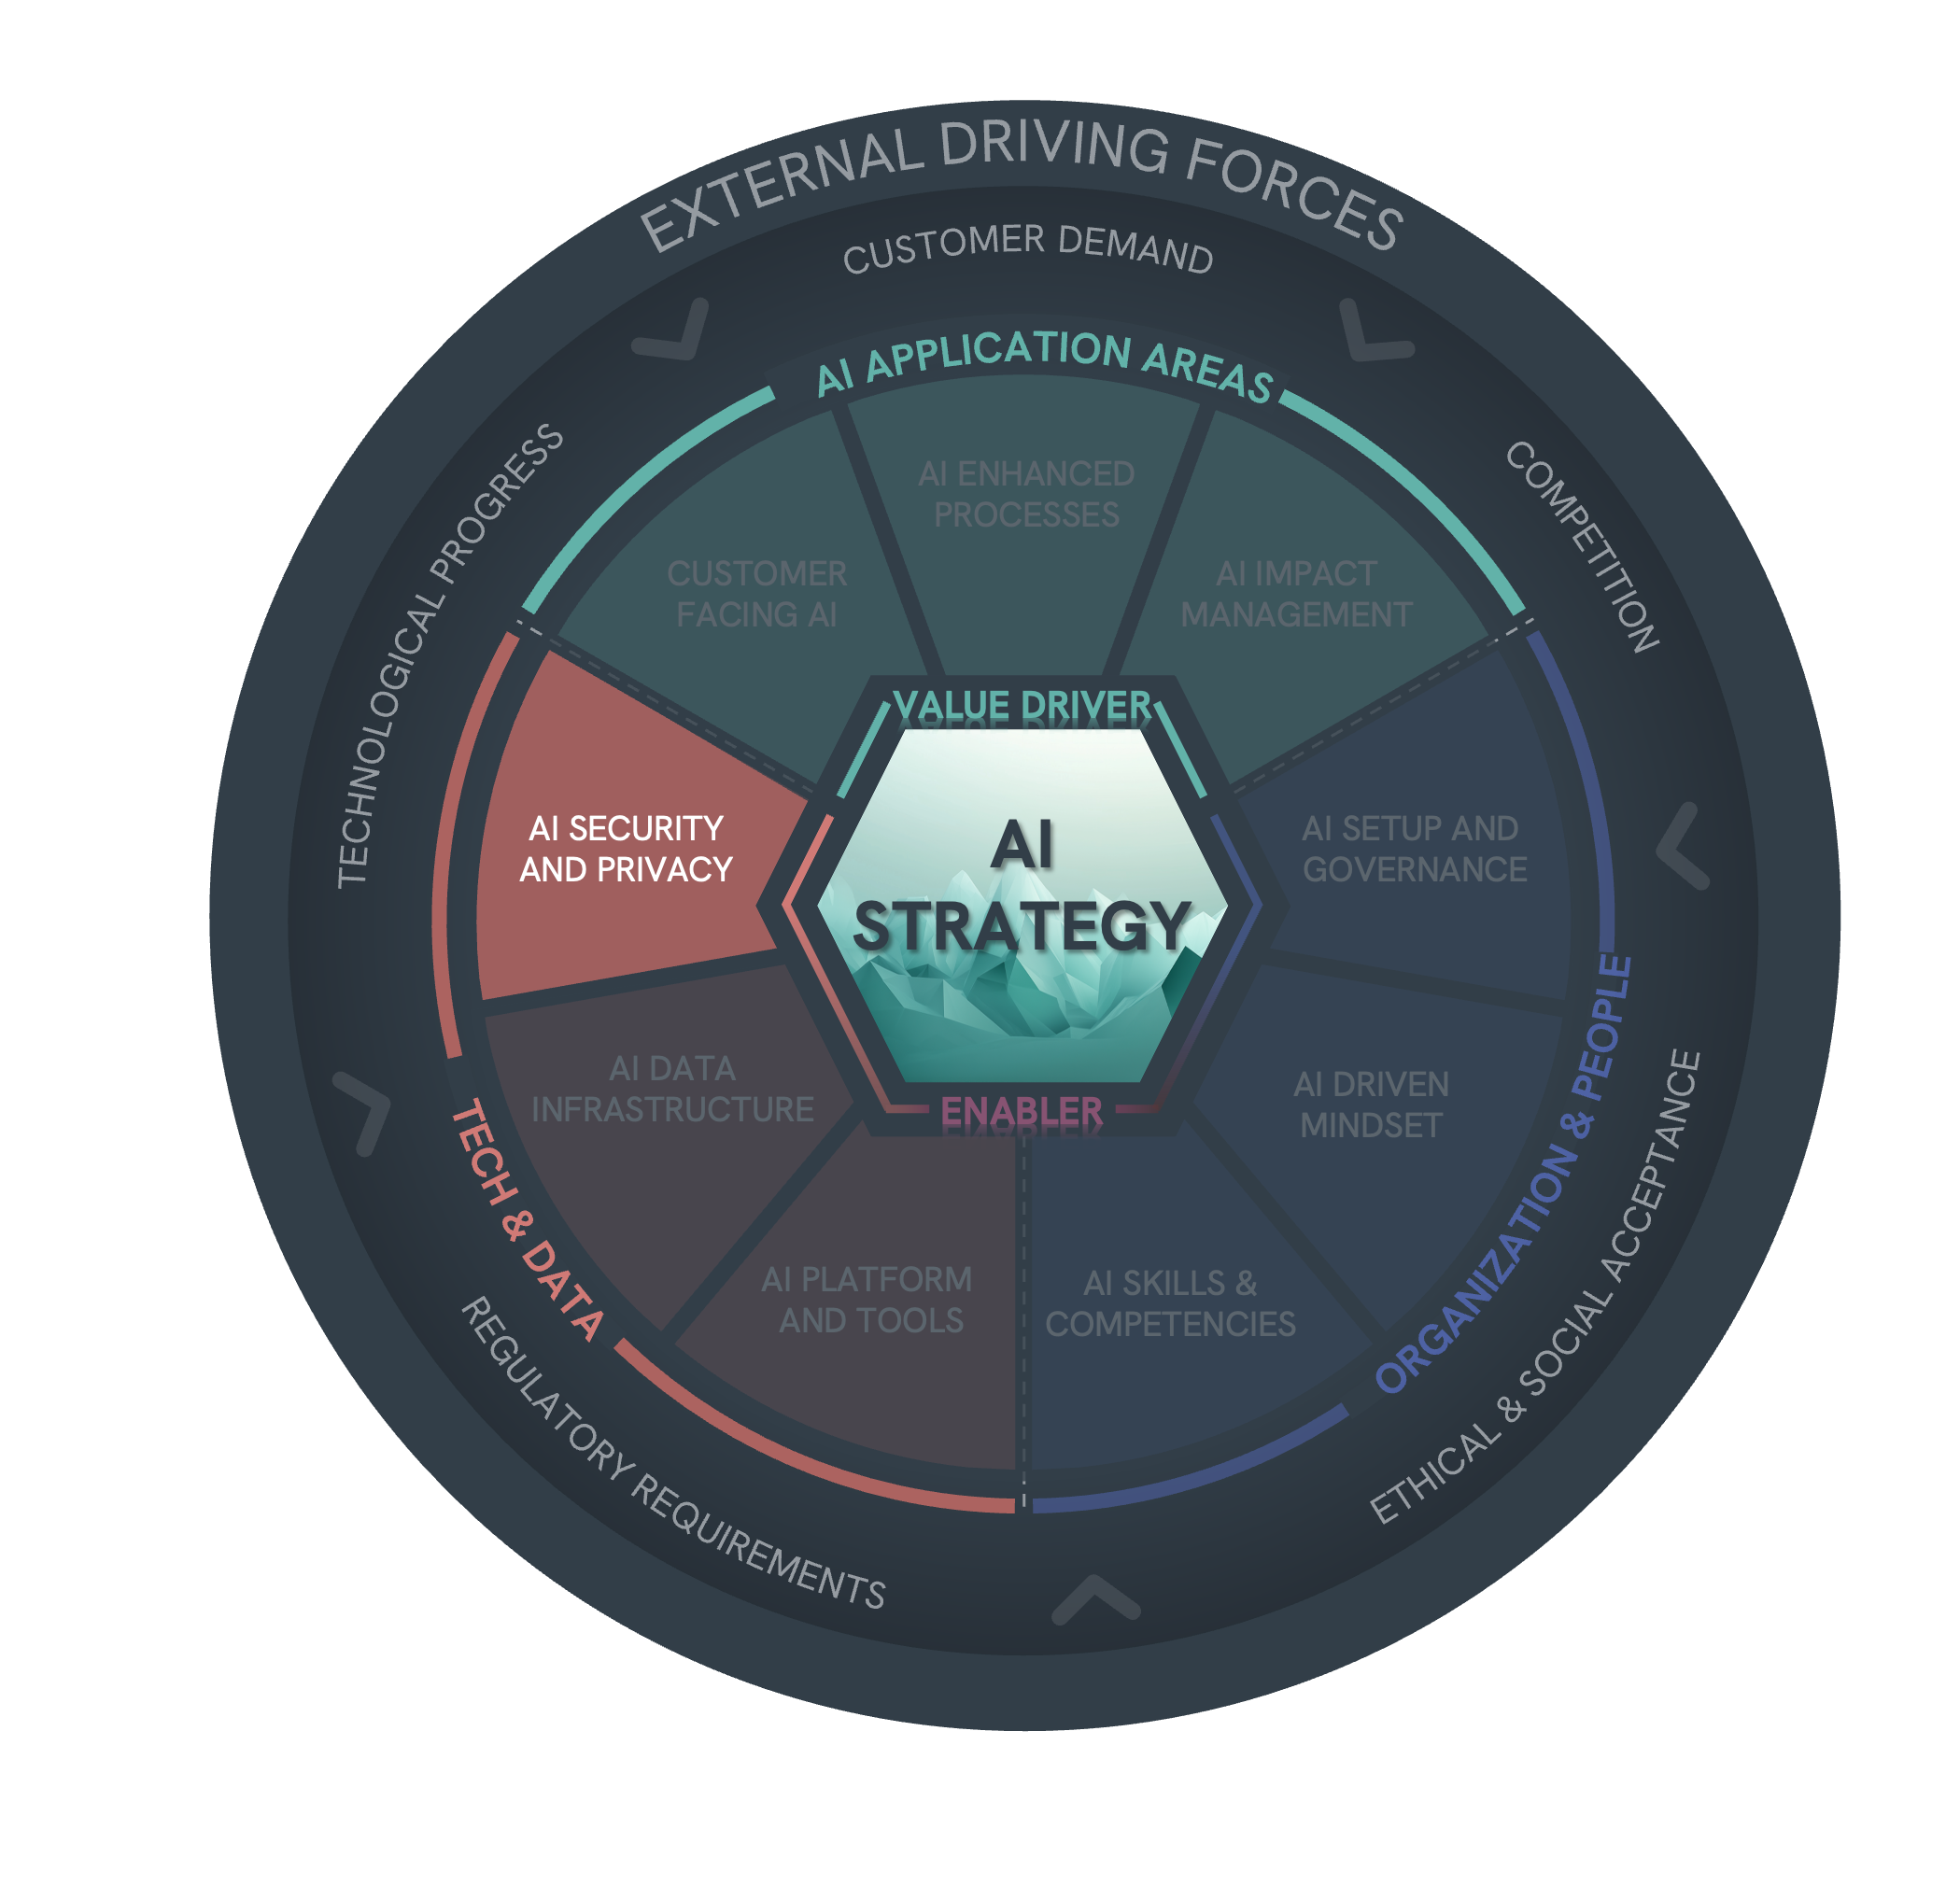 EXTERNAL DRIVING FORCES
CUSTOMER DEMAND
TECHNOLOGICAL PROGRESS
COMPETITION
AI APPLICATION AREAS
AI ENHANCED
PROCESSES
CUSTOMER
FACING AI
AI IMPACT
MANAGEMENT
VALUE DRIVER
AI SECURITY
AND PRIVACY
AI
STRATEGY
AI SETUP AND
GOVERNANCE
AI DATA
INFRASTRUCTURE
AI DRIVEN
MINDSET
ENABLER
TECH & DATA
ORGANIZATION & PEOPLE
AI PLATFORM
AND TOOLS
AI SKILLS &
COMPETENCIES
REGULATORY REQUIREMENTS
ETHICAL & SOCIAL ACCEPTANCE